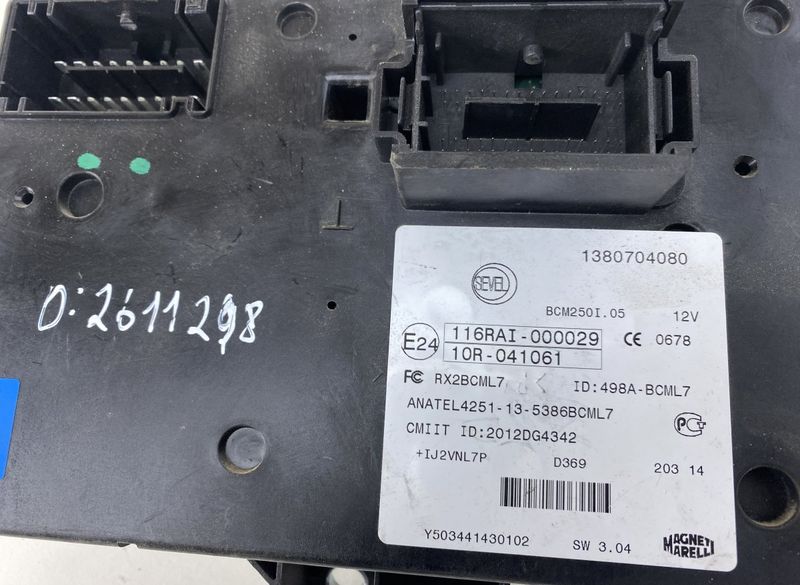 1380704080
SEVEL
BCM250I.05 12V
E24 116RAI-000029 CE 0678
10R-041061
FC RX2BCML7 ID:498A-BCML7
ANATEL4251-13-5386BCML7
CMIIT ID:2012DG4342
+IJ2VNL7P D369 203 14
Y503441430102 SW 3.04 MAGNETI MARELLI
D:2611298